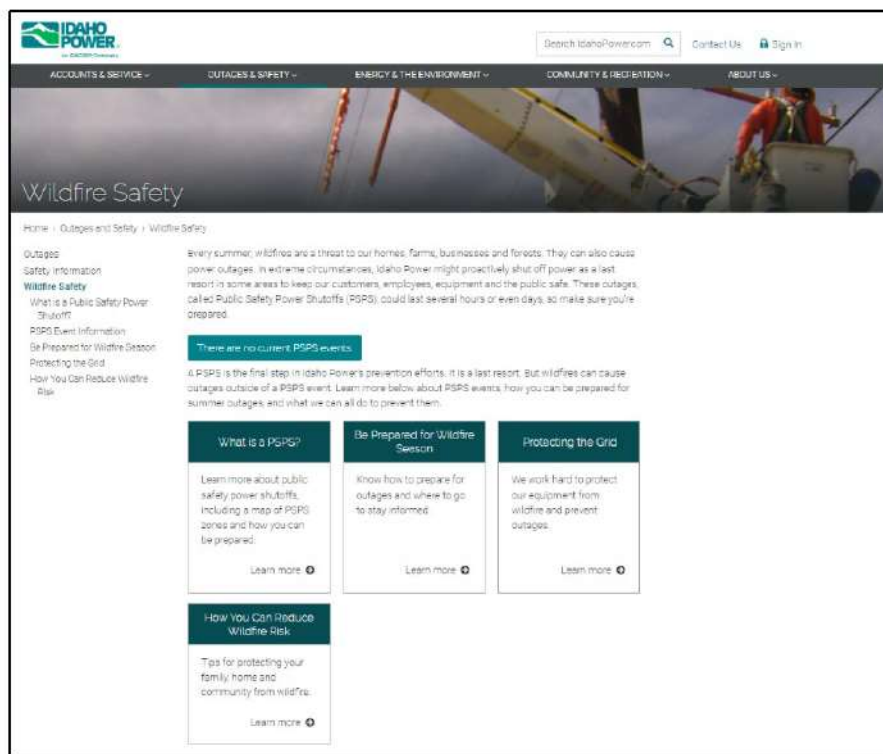 IDAHO
POWER
An IDACORP Company
Search IdahoPower.com
Contact Us
Sign In
ACCOUNTS & SERVICE
OUTAGES & SAFETY
ENERGY & THE ENVIRONMENT
COMMUNITY & RECREATION
ABOUT US
Wildfire Safety
Home › Outages and Safety › Wildfire Safety
Outages
Safety Information
Wildfire Safety
What is a Public Safety Power
Shutoff?
PSPS Event Information
Be Prepared for Wildfire Season
Protecting the Grid
How You Can Reduce Wildfire
Risk
Every summer, wildfires are a threat to our homes, farms, businesses and forests. They can also cause
power outages. In extreme circumstances, Idaho Power might proactively shut off power as a last
resort in some areas to keep our customers, employees, equipment and the public safe. These outages,
called Public Safety Power Shutoffs (PSPS), could last several hours or even days, so make sure you're
prepared.
There are no current PSPS events
A PSPS is the final step in Idaho Power's prevention efforts. It is a last resort. But wildfires can cause
outages outside of a PSPS event. Learn more below about PSPS events, how you can be prepared for
summer outages, and what we can all do to prevent them.
What is a PSPS?
Learn more about public
safety power shutoffs,
including a map of PSPS
zones and how you can
be prepared.
Learn more
Be Prepared for Wildfire
Season
Know how to prepare for
outages and where to go
to stay informed.
Learn more
Protecting the Grid
We work hard to protect
our equipment from
wildfire and prevent
outages.
Learn more
How You Can Reduce
Wildfire Risk
Tips for protecting your
family, home and
community from wildfire.
Learn more